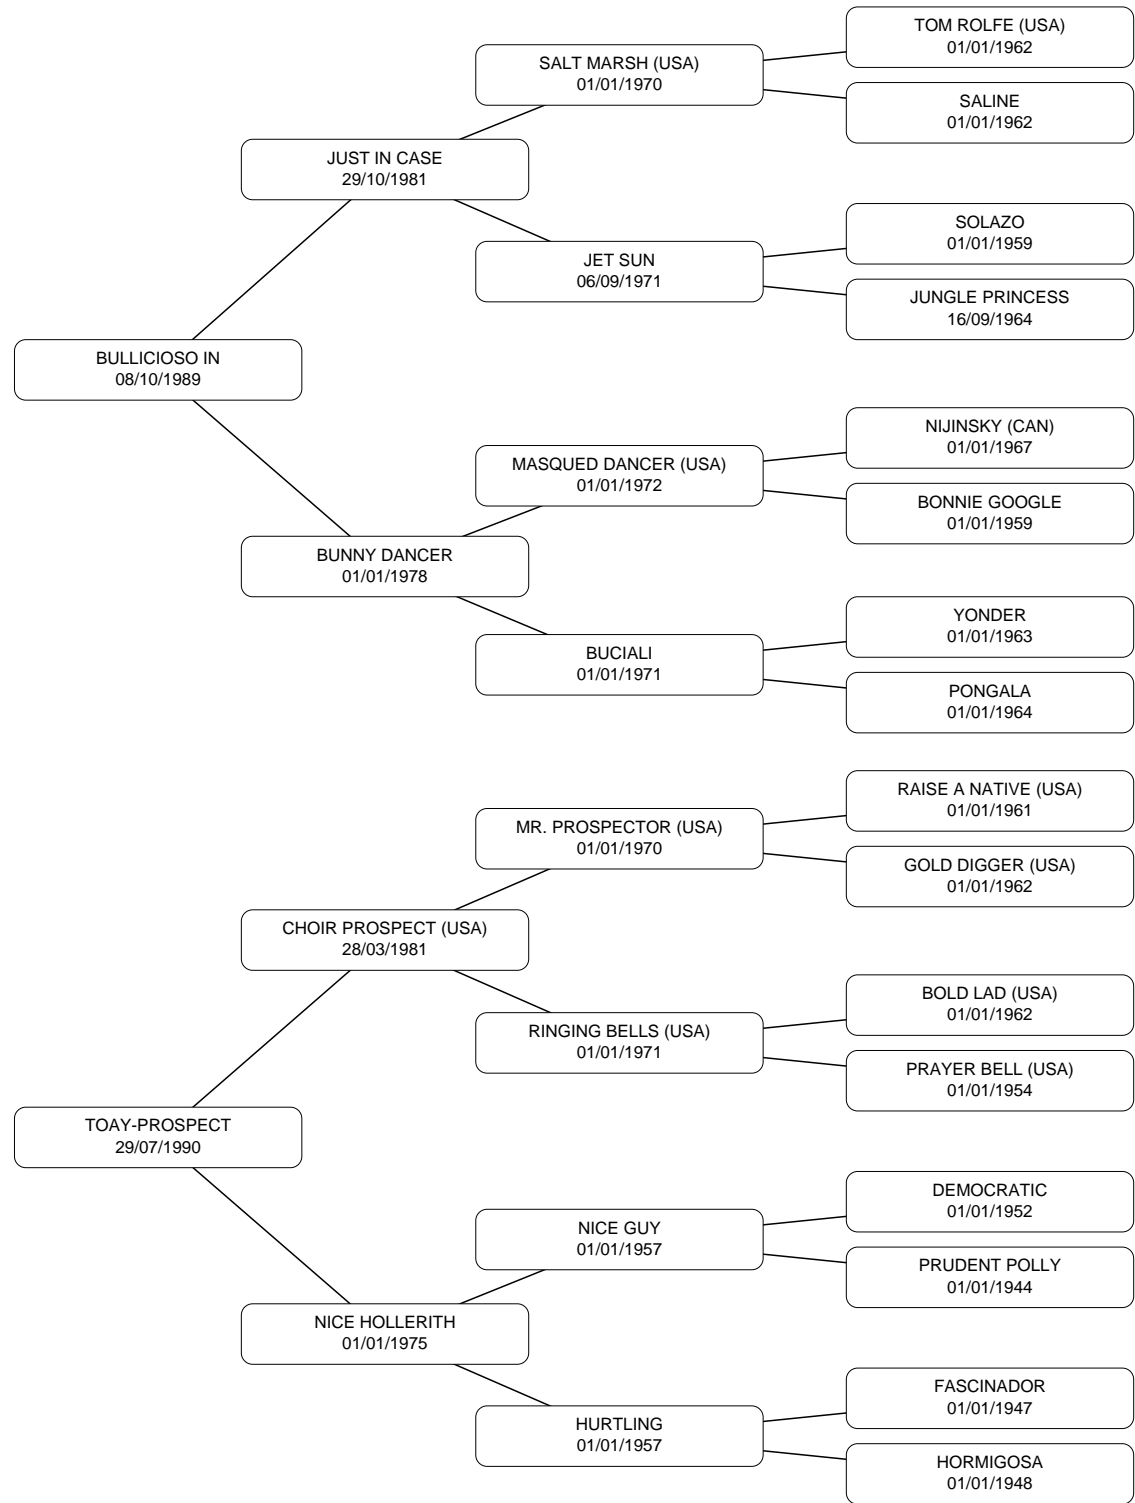 TOM ROLFE (USA)
01/01/1962
SALT MARSH (USA)
01/01/1970
SALINE
01/01/1962
JUST IN CASE
29/10/1981
SOLAZO
01/01/1959
JET SUN
06/09/1971
JUNGLE PRINCESS
16/09/1964
BULLICIOSO IN
08/10/1989
NIJINSKY (CAN)
01/01/1967
MASQUED DANCER (USA)
01/01/1972
BONNIE GOOGLE
01/01/1959
BUNNY DANCER
01/01/1978
YONDER
01/01/1963
BUCIALI
01/01/1971
PONGALA
01/01/1964
RAISE A NATIVE (USA)
01/01/1961
MR. PROSPECTOR (USA)
01/01/1970
GOLD DIGGER (USA)
01/01/1962
CHOIR PROSPECT (USA)
28/03/1981
BOLD LAD (USA)
01/01/1962
RINGING BELLS (USA)
01/01/1971
PRAYER BELL (USA)
01/01/1954
TOAY-PROSPECT
29/07/1990
DEMOCRATIC
01/01/1952
NICE GUY
01/01/1957
PRUDENT POLLY
01/01/1944
NICE HOLLERITH
01/01/1975
FASCINADOR
01/01/1947
HURTLING
01/01/1957
HORMIGOSA
01/01/1948